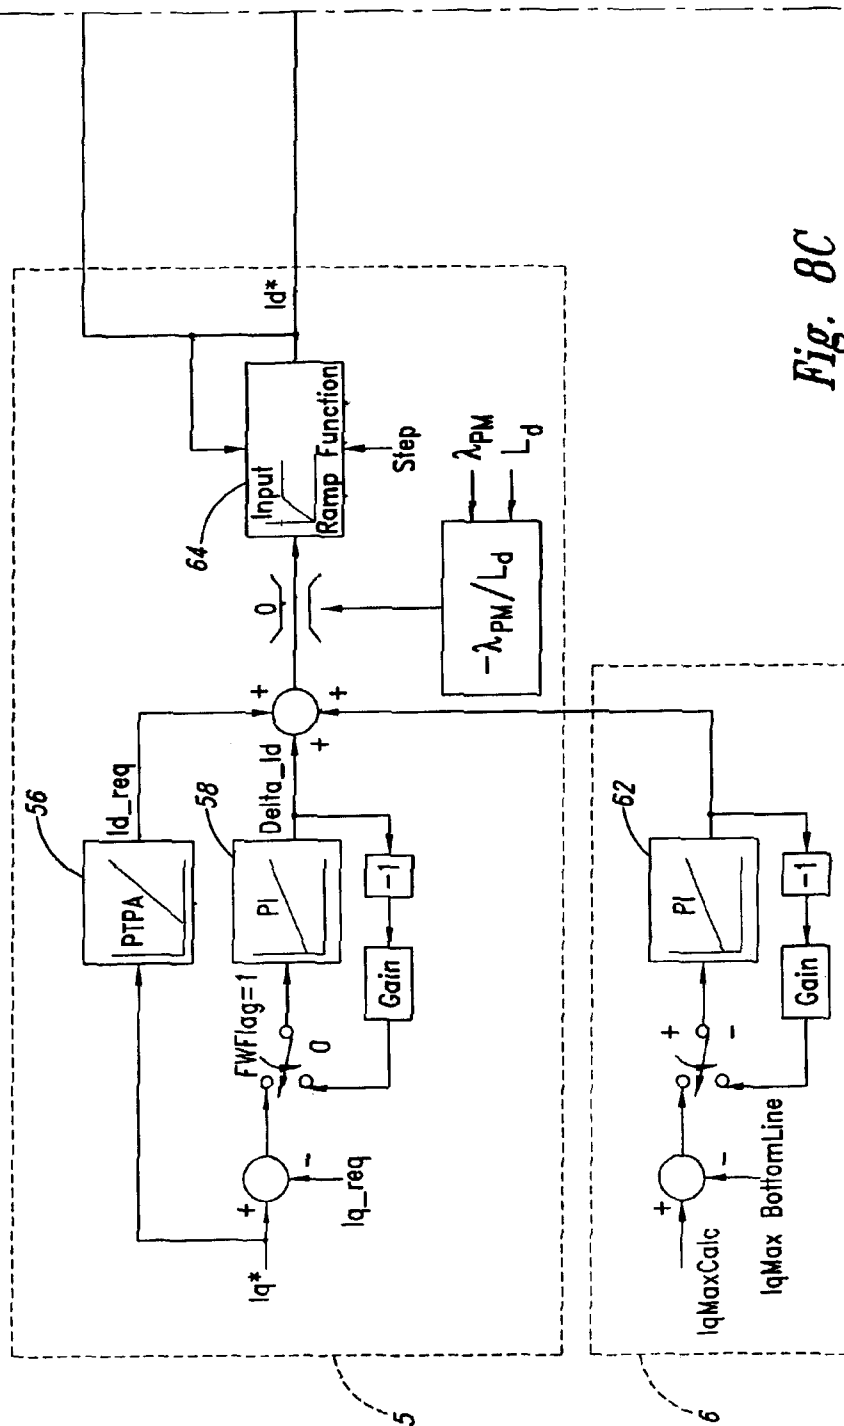 5
Iq*
Iq_req
+
-
FWFlag=1
0
56
PTPA
Id_req
58
PI
Delta_Id
-1
Gain
+
+
+
0
64
Input
Ramp Function
Step
Id*
-λPM/Ld
λPM
Ld
6
IqMaxCalc
IqMax BottomLine
+
-
+
-
62
PI
-1
Gain
Fig. 8C